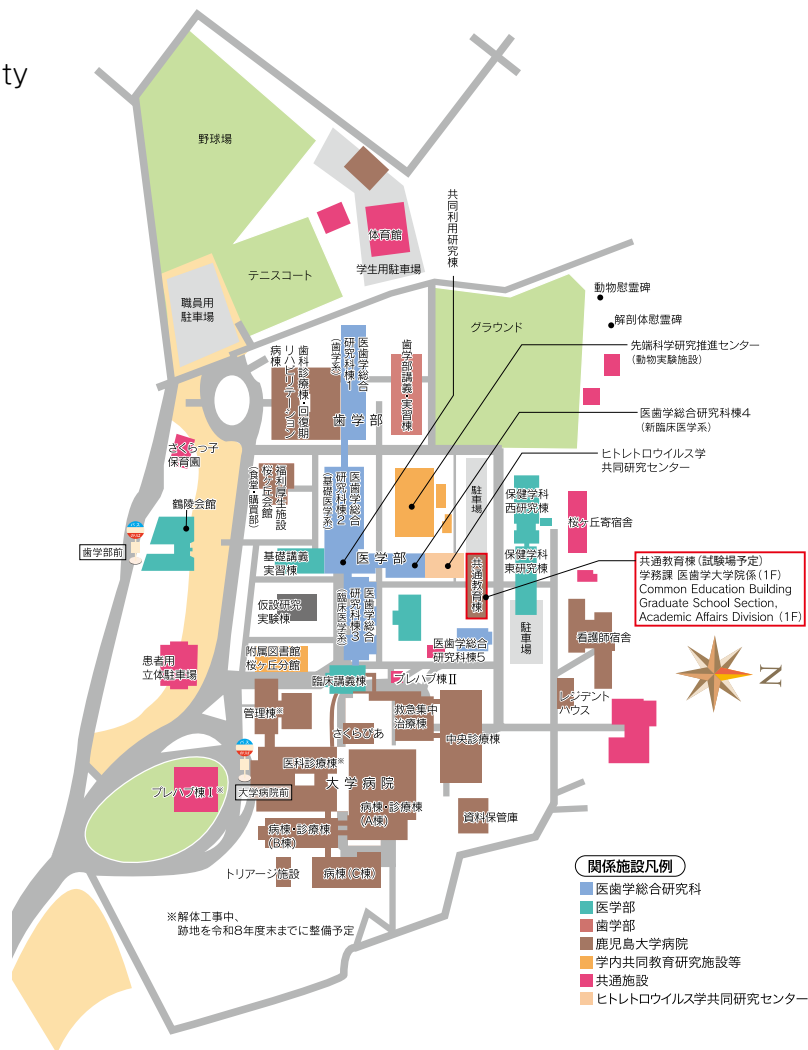 ty
野球場
体育館
学生用駐車場
テニスコート
職員用
駐車場
共同利用研究棟
グラウンド
動物慰霊碑
解剖体慰霊碑
先端科学研究推進センター
(動物実験施設)
医歯学総合研究科棟4
(新臨床医学系)
ヒトレトロウイルス学
共同研究センター
歯科診療棟・回復期
リハビリテーション
病棟
医歯学総合
研究科棟1
(歯学系)
歯学部講義・実習棟
歯学部
さくらっ子
保育園
鶴陵会館
歯学部前
福利厚生施設
桜ケ丘会館
(食堂・購買部)
医歯学総合
研究科棟2
(基礎医学系)
駐車場
保健学科
西研究棟
桜ヶ丘寄宿舎
基礎講義
実習棟
医学部
共通教育棟
保健学科
東研究棟
共通教育棟(試験場予定)
学務課 医歯学大学院係(1F)
Common Education Building
Graduate School Section,
Academic Affairs Division (1F)
仮設研究
実験棟
医歯学総合
研究科棟3
(臨床医学系)
駐車場
看護師宿舎
医歯学総合
研究科棟5
附属図書館
桜ヶ丘分館
患者用
立体駐車場
臨床講義棟
プレハブ棟Ⅱ
レジデント
ハウス
N
管理棟※
救急集中
治療棟
さくらぴあ
中央診療棟
医科診療棟※
大学病院
プレハブ棟Ⅰ※
大学病院前
病棟・診療棟
(A棟)
病棟・診療棟
(B棟)
資料保管庫
トリアージ施設
病棟(C棟)
※解体工事中、
跡地を令和8年度末までに整備予定
関係施設凡例
医歯学総合研究科
医学部
歯学部
鹿児島大学病院
学内共同教育研究施設等
共通施設
ヒトレトロウイルス学共同研究センター